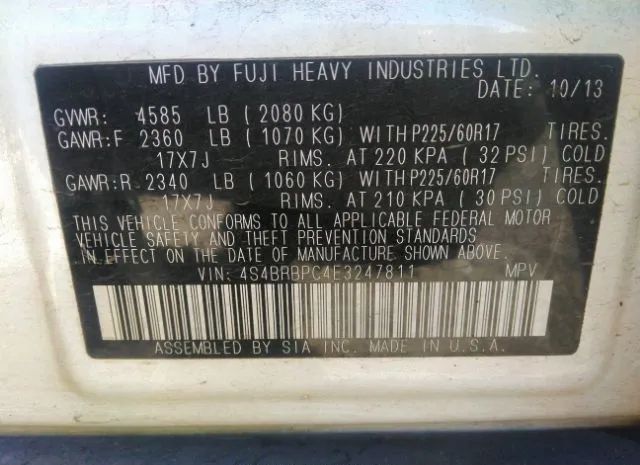 MFD BY FUJI HEAVY INDUSTRIES LTD.
DATE: 10/13
GVWR: 4585 LB (2080 KG)
GAWR:F 2360 LB (1070 KG) WITH P225/60R17 TIRES.
17X7J RIMS. AT 220 KPA (32 PSI) COLD
GAWR:R 2340 LB (1060 KG) WITH P225/60R17 TIRES.
17X7J RIMS. AT 210 KPA (30 PSI) COLD
THIS VEHICLE CONFORMS TO ALL APPLICABLE FEDERAL MOTOR
VEHICLE SAFETY AND THEFT PREVENTION STANDARDS
IN EFFECT ON THE DATE OF MANUFACTURE SHOWN ABOVE
VIN: 4S4BRBPC4E3247811 MPV
ASSEMBLED BY SIA INC. MADE IN U.S.A.